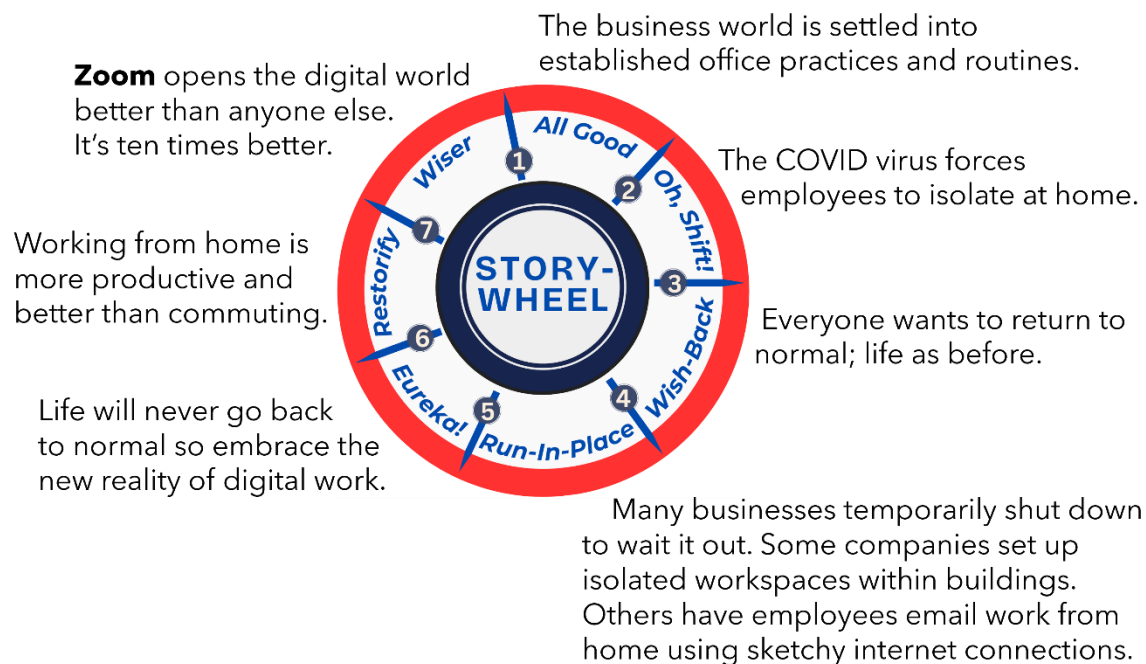 The business world is settled into
established office practices and routines.
Zoom opens the digital world
better than anyone else.
It’s ten times better.
The COVID virus forces
employees to isolate at home.
Everyone wants to return to
normal; life as before.
Many businesses temporarily shut down
to wait it out. Some companies set up
isolated workspaces within buildings.
Others have employees email work from
home using sketchy internet connections.
Life will never go back
to normal so embrace the
new reality of digital work.
Working from home is
more productive and
better than commuting.
STORY-
WHEEL
1
All Good
2
Oh, Shift!
3
Wish-Back
4
Run-In-Place
5
Eureka!
6
Restorify
7
Wiser